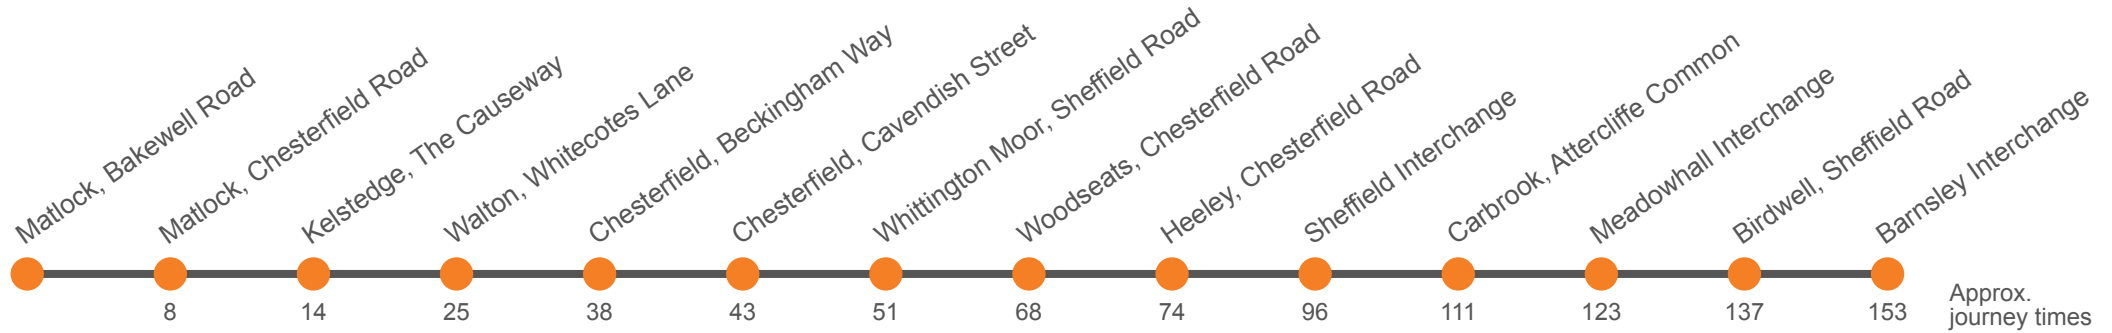 Matlock, Bakewell Road
Matlock, Chesterfield Road
Kelstedge, The Causeway
Walton, Whitecotes Lane
Chesterfield, Beckingham Way
Chesterfield, Cavendish Street
Whittington Moor, Sheffield Road
Woodseats, Chesterfield Road
Heeley, Chesterfield Road
Sheffield Interchange
Carbrook, Attercliffe Common
Meadowhall Interchange
Birdwell, Sheffield Road
Barnsley Interchange
8 14 25 38 43 51 68 74 96 111 123 137 153
Approx.
journey times